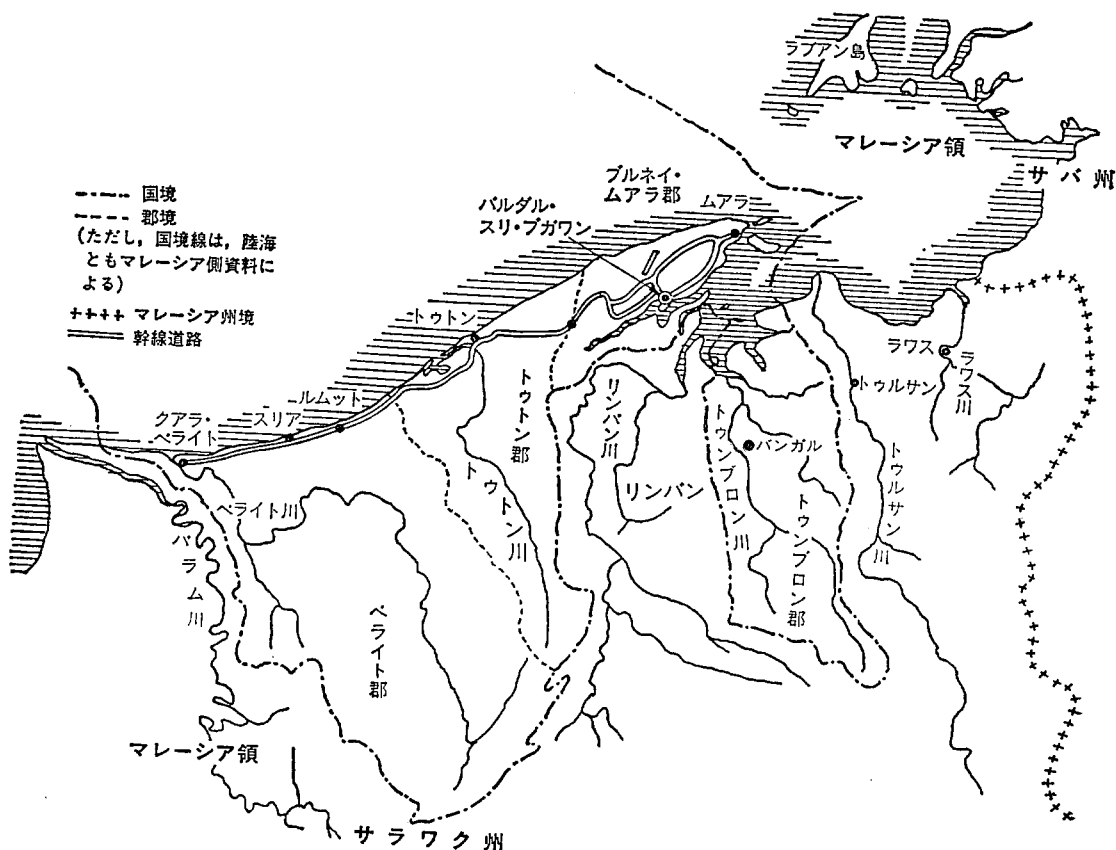 ラブアン島
マレーシア領
サバ州
国境
郡境
(ただし，国境線は，陸海
ともマレーシア側資料に
よる)
++++ マレーシア州境
幹線道路
ブルネイ・
ムアラ郡
ムアラ
バルダル・
スリ・ブガワン
トゥトン
ルムット
スリア
クアラ・
ベライト
ベライト川
バラム川
ベライト郡
トゥトン川
トゥトン郡
リンバン川
リンバン
トゥンブロン川
バンガル
トゥンブロン郡
トゥルサン
トゥルサン川
ラワス
ラワス川
マレーシア領
サラワク州